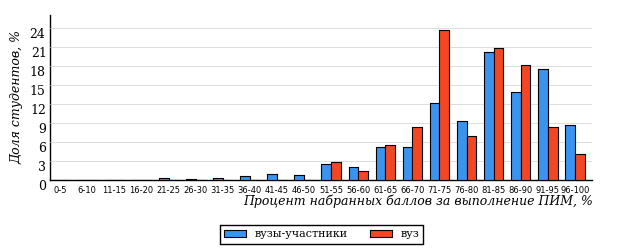 Доля студентов, %
24
21
18
15
12
9
6
3
0
0-5 6-10 11-15 16-20 21-25 26-30 31-35 36-40 41-45 46-50 51-55 56-60 61-65 66-70 71-75 76-80 81-85 86-90 91-95 96-100
Процент набранных баллов за выполнение ПИМ, %
вузы-участники вуз